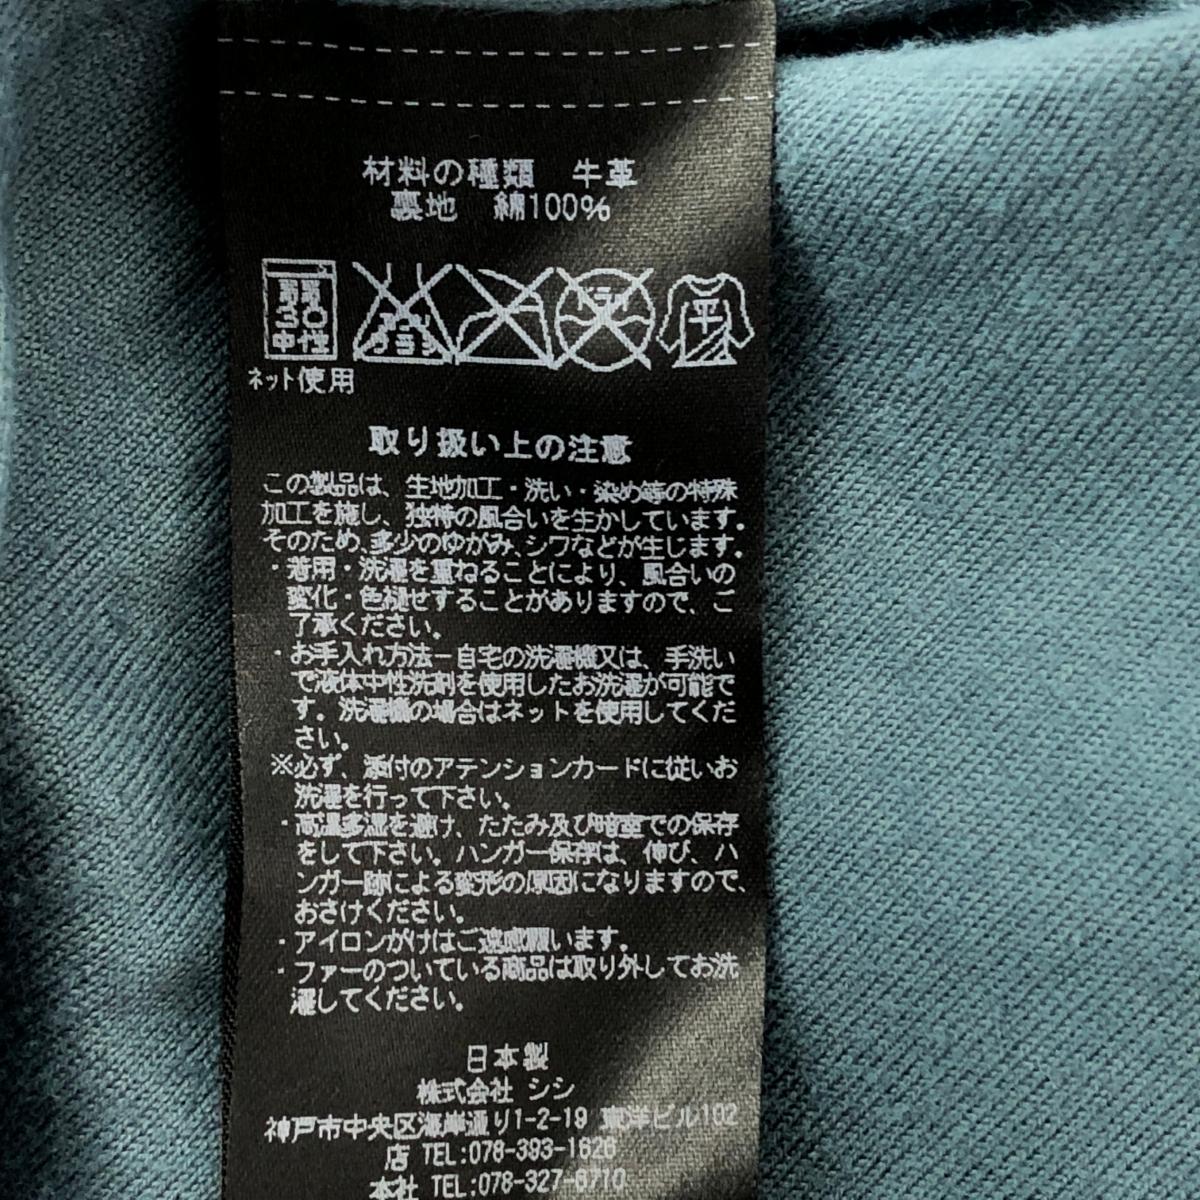 材料の種類　牛革
裏地　綿100%
弱 30 中性 エンソ サラシ ドライ 平
ネット使用
取り扱い上の注意
この製品は、生地加工・洗い・染め等の特殊
加工を施し、独特の風合いを生かしています。
そのため、多少のゆがみ、シワなどが生じます。
・着用・洗濯を重ねることにより、風合いの
変化・色褪せすることがありますので、ご
了承ください。
・お手入れ方法－自宅の洗濯機又は、手洗い
で液体中性洗剤を使用したお洗濯が可能で
す。洗濯機の場合はネットを使用してくだ
さい。
※必ず、添付のアテンションカードに従いお
洗濯を行って下さい。
・高温多湿を避け、たたみ及び暗室での保存
をして下さい。ハンガー保存は、伸び、ハ
ンガー跡による変形の原因になりますので、
おさけください。
・アイロンがけはご遠慮願います。
・ファーのついている商品は取り外してお洗
濯してください。
日本製
株式会社 シシ
神戸市中央区海岸通り1-2-19 東洋ビル102
店 TEL:078-393-1626
本社 TEL:078-327-6710